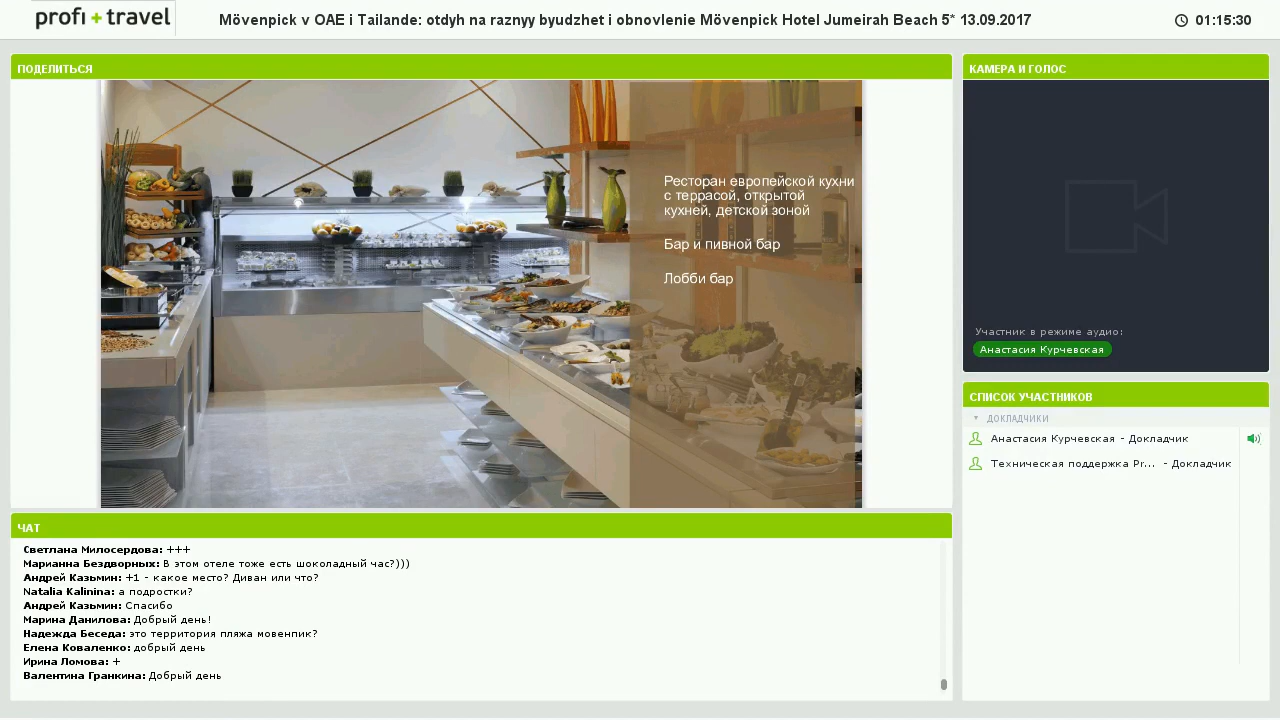 profi + travel
Mövenpick v OAE i Tailande: otdyh na raznyy byudzhet i obnovlenie Mövenpick Hotel Jumeirah Beach 5* 13.09.2017
01:15:30
ПОДЕЛИТЬСЯ
Ресторан европейской кухни
с террасой, открытой
кухней, детской зоной
Бар и пивной бар
Лобби бар
КАМЕРА И ГОЛОС
Участник в режиме аудио:
Анастасия Курчевская
СПИСОК УЧАСТНИКОВ
ДОКЛАДЧИКИ
Анастасия Курчевская - Докладчик
Техническая поддержка Pr... - Докладчик
ЧАТ
Светлана Милосердова: +++
Марианна Бездворных: В этом отеле тоже есть шоколадный час?)))
Андрей Казьмин: +1 - какое место? Диван или что?
Natalia Kalinina: а подростки?
Андрей Казьмин: Спасибо
Марина Данилова: Добрый день!
Надежда Беседа: это территория пляжа мовенпик?
Елена Коваленко: добрый день
Ирина Ломова: +
Валентина Гранкина: Добрый день